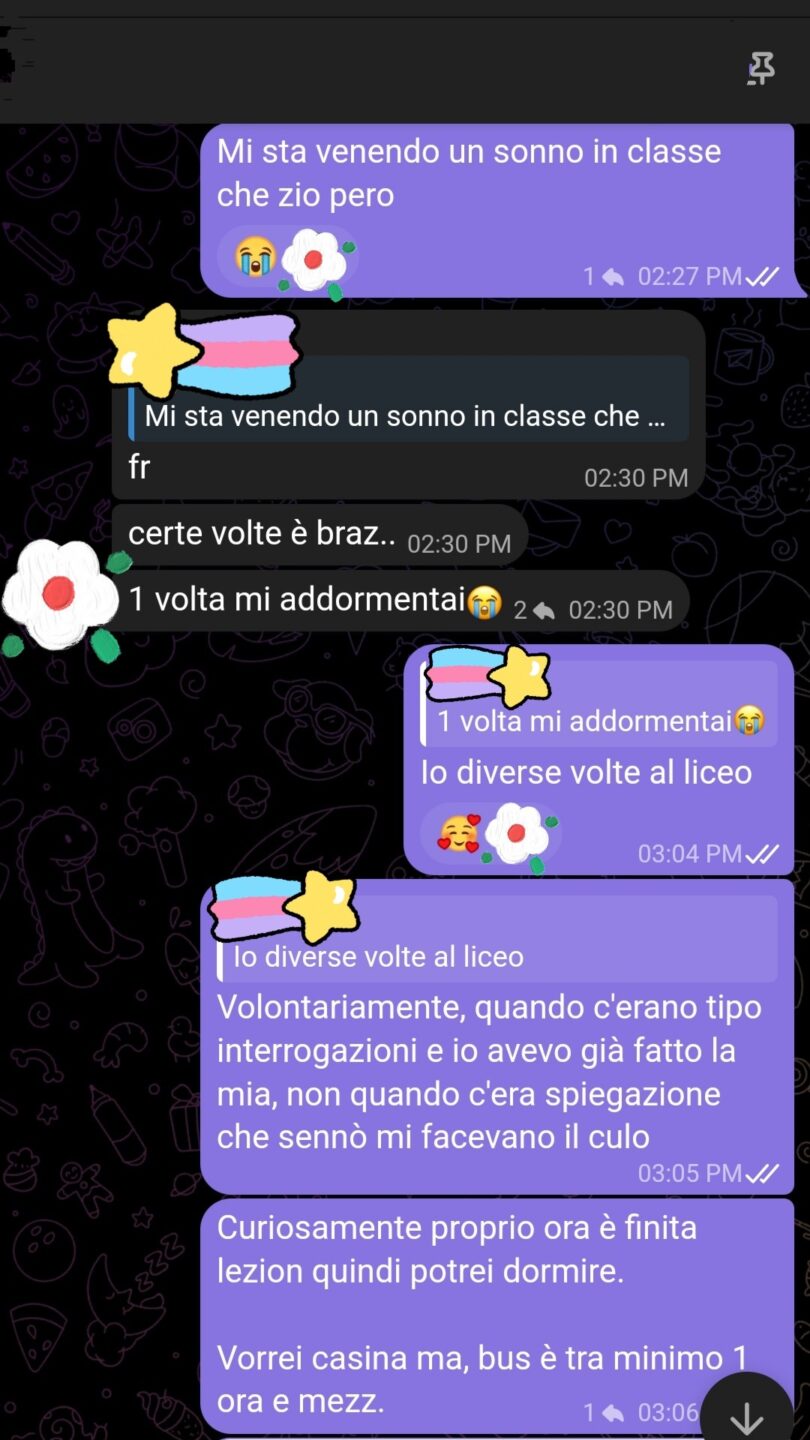 Mi sta venendo un sonno in classe
che zio pero
😭
1 02:27 PM
Mi sta venendo un sonno in classe che ...
fr
02:30 PM
certe volte è braz.. 02:30 PM
1 volta mi addormentai😭 2 02:30 PM
1 volta mi addormentai😭
Io diverse volte al liceo
🥰
03:04 PM
Io diverse volte al liceo
Volontariamente, quando c'erano tipo
interrogazioni e io avevo già fatto la
mia, non quando c'era spiegazione
che sennò mi facevano il culo
03:05 PM
Curiosamente proprio ora è finita
lezion quindi potrei dormire.
Vorrei casina ma, bus è tra minimo 1
ora e mezz.
1 03:06